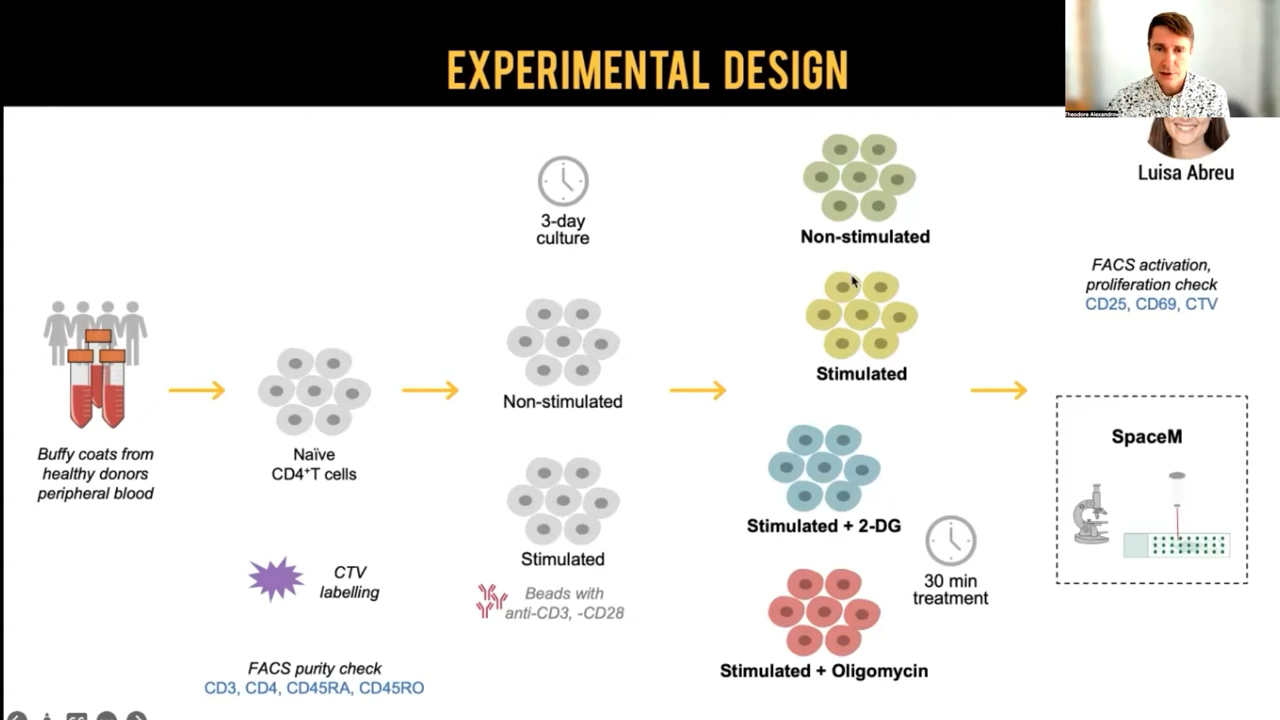 EXPERIMENTAL DESIGN
Theodore Alexandrov
Luisa Abreu
3-day
culture
Non-stimulated
Stimulated
FACS activation,
proliferation check
CD25, CD69, CTV
Buffy coats from
healthy donors
peripheral blood
Naïve
CD4⁺T cells
Non-stimulated
Stimulated
Beads with
anti-CD3, -CD28
CTV
labelling
FACS purity check
CD3, CD4, CD45RA, CD45RO
Stimulated + 2-DG
30 min
treatment
Stimulated + Oligomycin
SpaceM